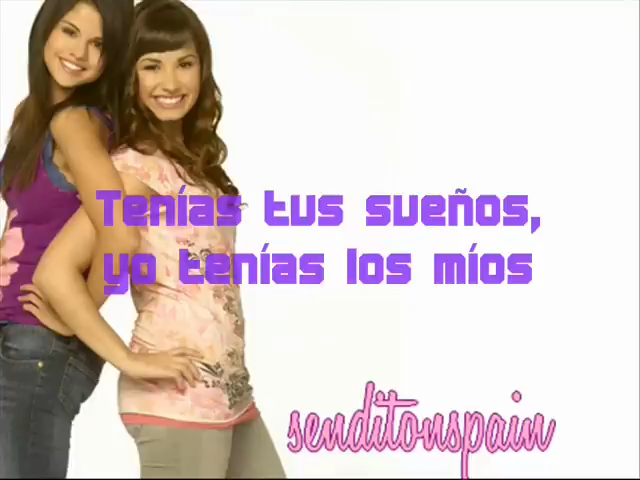 Tenías tus sueños,
yo tenías los míos
senditonspain